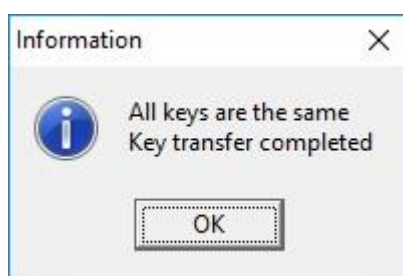 Information
All keys are the same
Key transfer completed
OK